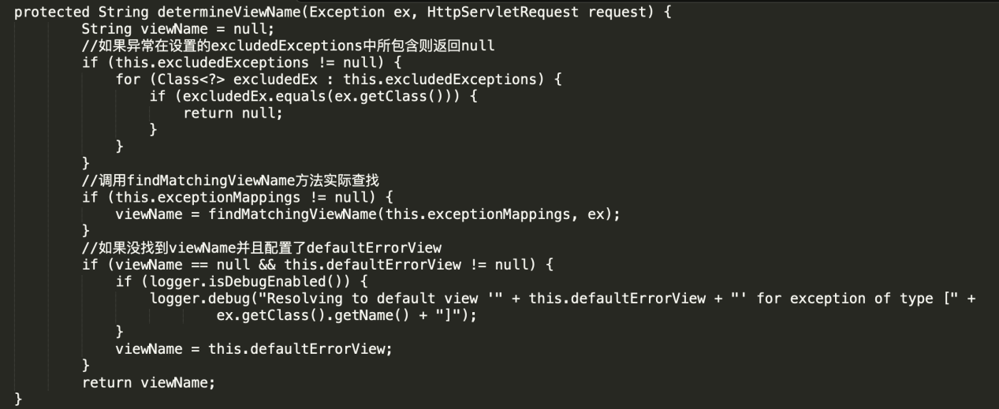 protected String determineViewName(Exception ex, HttpServletRequest request) {
        String viewName = null;
        //如果异常在设置的excludedExceptions中所包含则返回null
        if (this.excludedExceptions != null) {
            for (Class<?> excludedEx : this.excludedExceptions) {
                if (excludedEx.equals(ex.getClass())) {
                    return null;
                }
            }
        }
        //调用findMatchingViewName方法实际查找
        if (this.exceptionMappings != null) {
            viewName = findMatchingViewName(this.exceptionMappings, ex);
        }
        //如果没找到viewName并且配置了defaultErrorView
        if (viewName == null && this.defaultErrorView != null) {
            if (logger.isDebugEnabled()) {
                logger.debug("Resolving to default view '" + this.defaultErrorView + "' for exception of type [" +
                        ex.getClass().getName() + "]");
            }
            viewName = this.defaultErrorView;
        }
        return viewName;
}